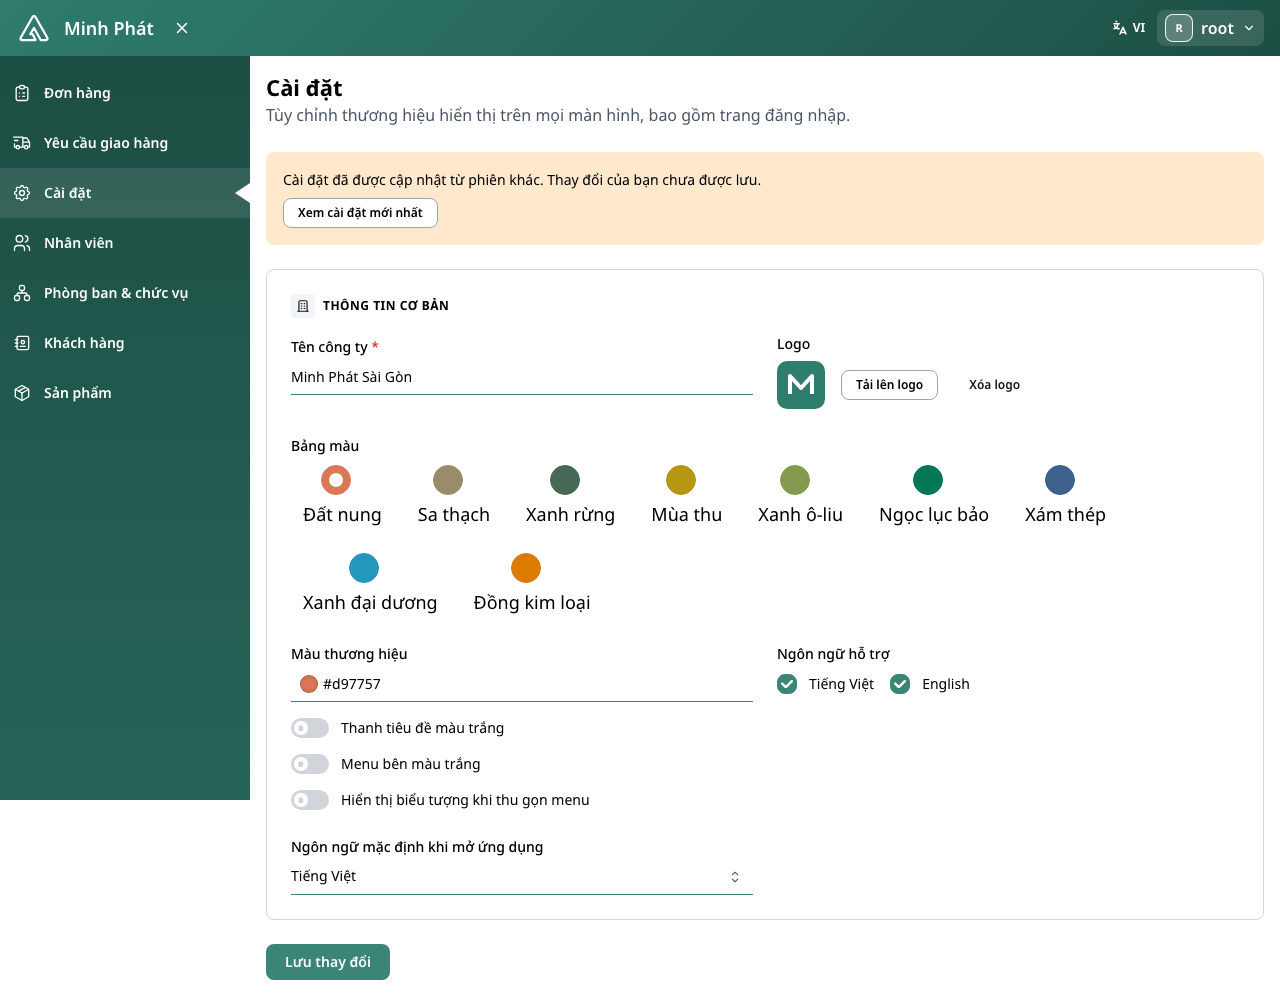 Minh Phát
VI
R
root
Đơn hàng
Yêu cầu giao hàng
Cài đặt
Nhân viên
Phòng ban & chức vụ
Khách hàng
Sản phẩm
Cài đặt
Tùy chỉnh thương hiệu hiển thị trên mọi màn hình, bao gồm trang đăng nhập.
Cài đặt đã được cập nhật từ phiên khác. Thay đổi của bạn chưa được lưu.
Xem cài đặt mới nhất
THÔNG TIN CƠ BẢN
Tên công ty *
Minh Phát Sài Gòn
Logo
M
Tải lên logo
Xóa logo
Bảng màu
Đất nung
Sa thạch
Xanh rừng
Mùa thu
Xanh ô-liu
Ngọc lục bảo
Xám thép
Xanh đại dương
Đồng kim loại
Màu thương hiệu
#d97757
Ngôn ngữ hỗ trợ
Tiếng Việt
English
Thanh tiêu đề màu trắng
Menu bên màu trắng
Hiển thị biểu tượng khi thu gọn menu
Ngôn ngữ mặc định khi mở ứng dụng
Tiếng Việt
Lưu thay đổi